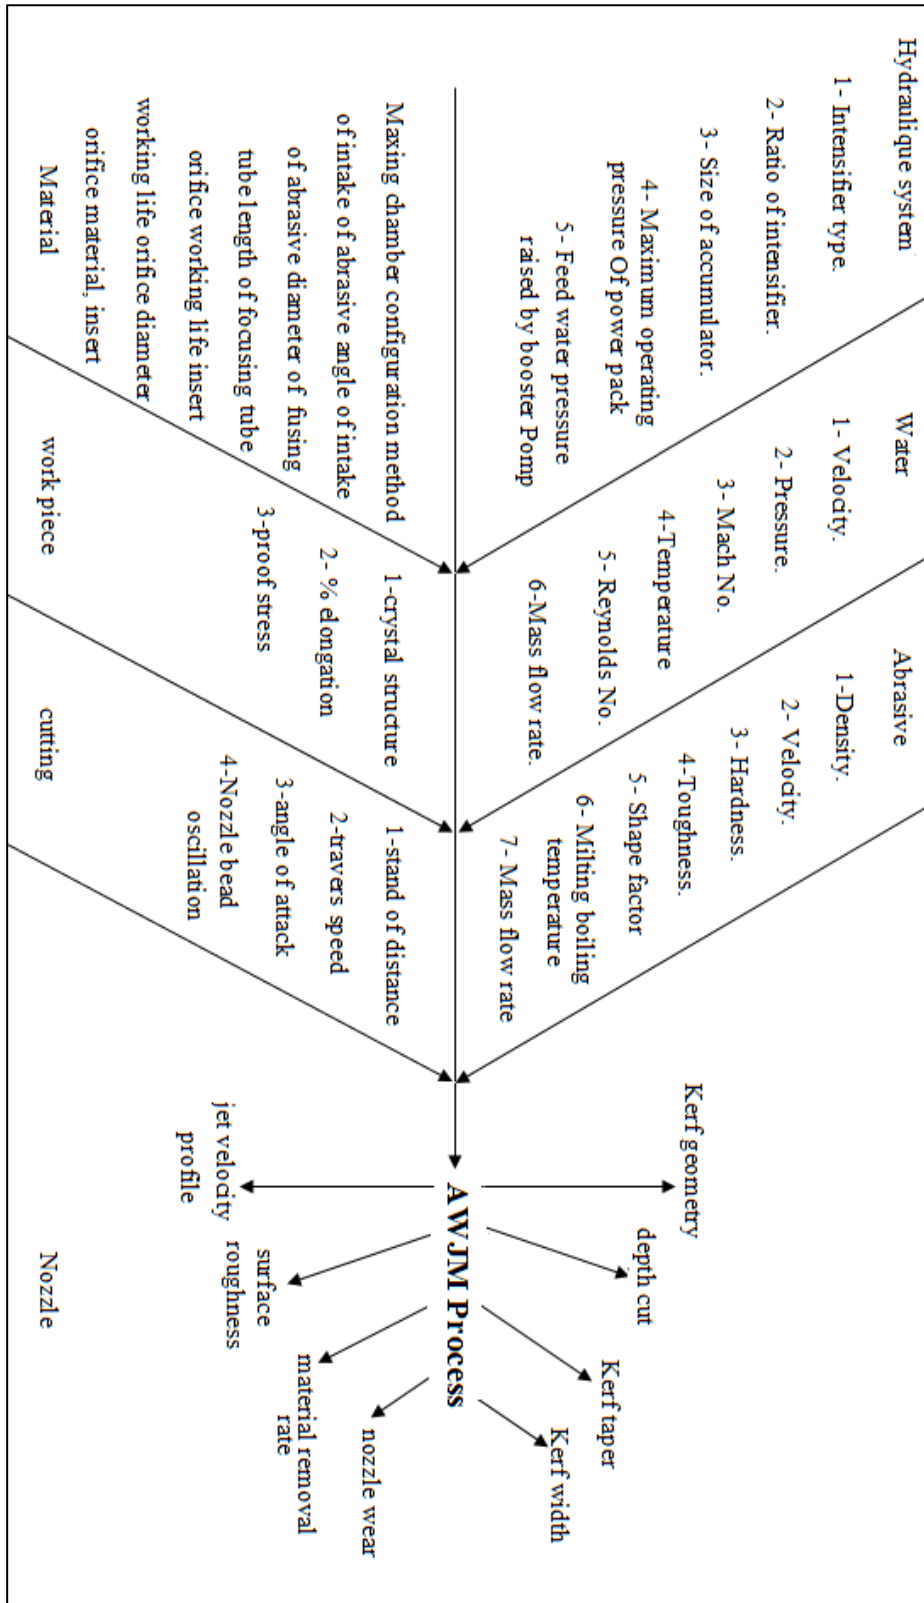 Hydraulique system
1- Intensifier type.
2- Ratio of intensifier.
3- Size of accumulator.
4- Maximum operating
pressure Of power pack
5- Feed water pressure
raised by booster Pomp
Water
1- Velocity.
2- Pressure.
3- Mach No.
4-Temperature
5- Reynolds No.
6-Mass flow rate.
Abrasive
1-Density.
2- Velocity.
3- Hardness.
4-Toughness.
5- Shape factor
6- Milting boiling
temperature
7- Mass flow rate
Maxing chamber configuration method
of intake of abrasive angle of intake
of abrasive diameter of fusing
tube length of focusing tube
orifice working life insert
working life orifice diameter
orifice material, insert
Material
1-crystal structure
2- % elongation
3-proof stress
work piece
1-stand of distance
2-travers speed
3-angle of attack
4-Nozzle bead
oscillation
cutting
AWJM Process
Kerf geometry
depth cut
Kerf taper
Kerf width
jet velocity
profile
surface
roughness
material removal
rate
nozzle wear
Nozzle